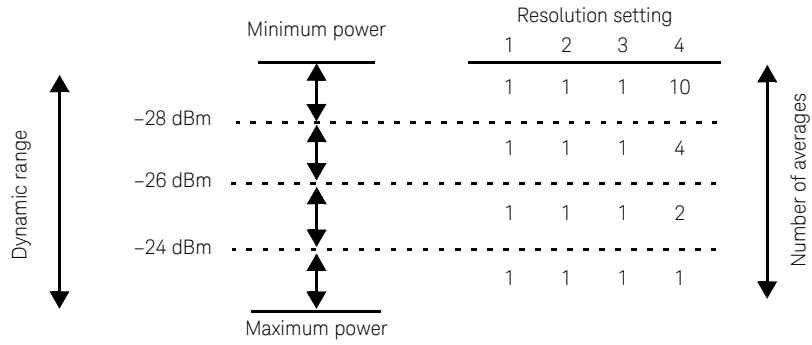 Resolution setting
Minimum power
1 2 3 4
1 1 1 10
–28 dBm
1 1 1 4
–26 dBm
1 1 1 2
–24 dBm
1 1 1 1
Maximum power
Dynamic range
Number of averages